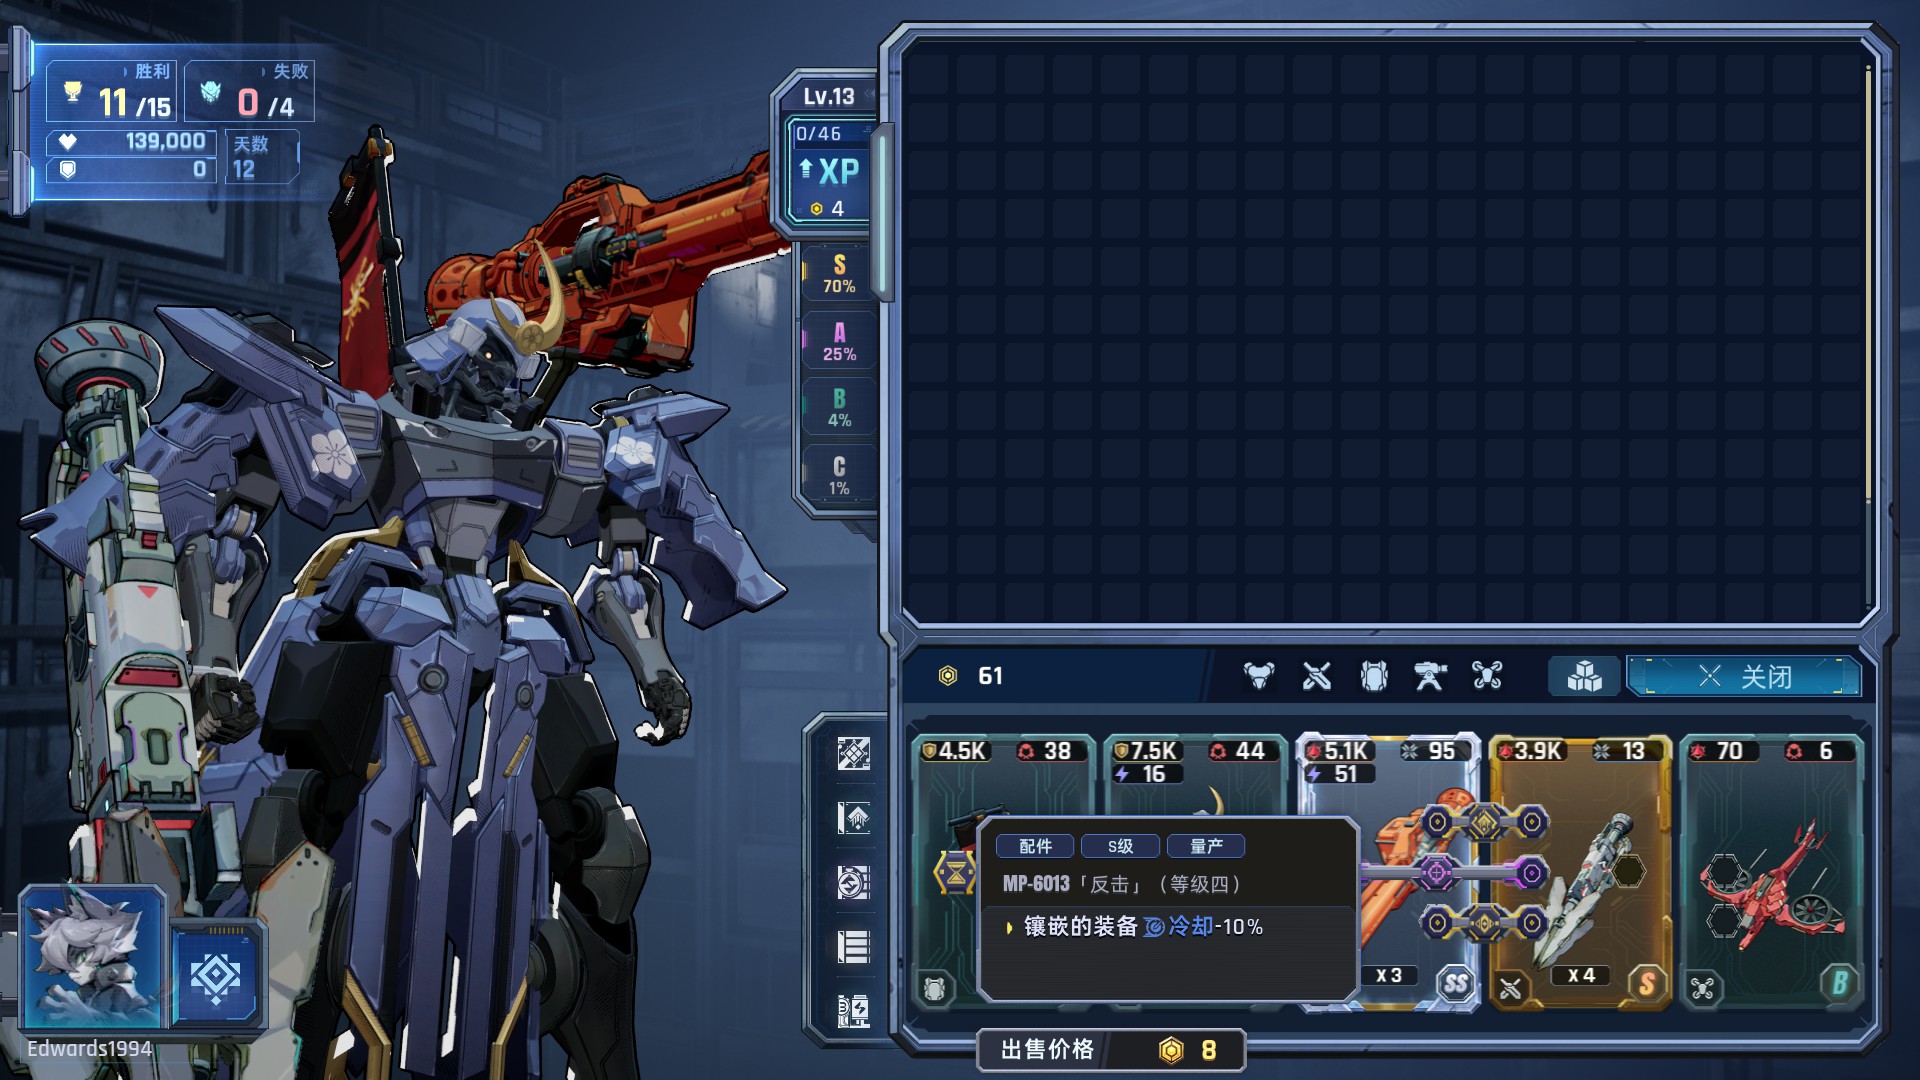 胜利
11/15
失败
0/4
139,000
0
天数
12
Lv.13
0/46
XP
4
S
70%
A
25%
B
4%
C
1%
61
关闭
4.5K
38
7.5K
44
16
5.1K
95
51
3.9K
13
70
6
配件
S级
量产
MP-6013「反击」（等级四）
镶嵌的装备冷却-10%
x3
SS
x4
S
B
出售价格
8
Edwards1994